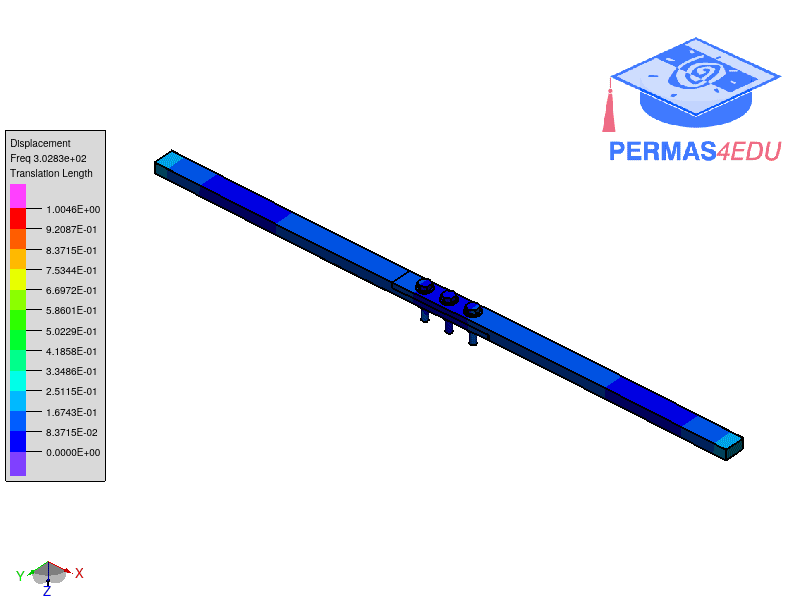 PERMAS4EDU
Displacement
Freq 3.0283e+02
Translation Length
1.0046E+00
9.2087E-01
8.3715E-01
7.5344E-01
6.6972E-01
5.8601E-01
5.0229E-01
4.1858E-01
3.3486E-01
2.5115E-01
1.6743E-01
8.3715E-02
0.0000E+00
Y
X
Z